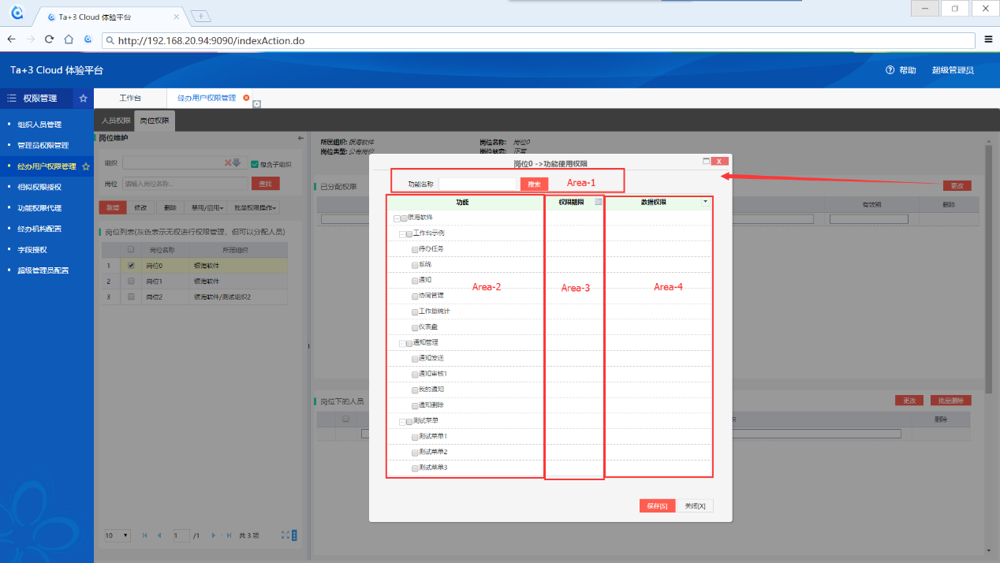 Ta+3 Cloud 体验平台
http://192.168.20.94:9090/indexAction.do
Ta+3 Cloud 体验平台
帮助
超级管理员
权限管理
工作台
经办用户权限管理
人员权限
岗位权限
组织人员管理
管理员权限管理
经办用户权限管理
相似权限授权
功能权限代理
经办机构配置
字段授权
超级管理员配置
岗位维护
组织
包含子组织
岗位
请输入岗位名称...
查找
新增
修改
删除
禁用/启用
批量权限操作
岗位列表(灰色表示无权进行权限管理，但可以分配人员)
岗位名称
所属组织
1 岗位0 银海软件
2 岗位1 银海软件
3 岗位2 银海软件/测试组织2
10
1
/1
共 3 项
所属组织: 银海软件
岗位名称: 岗位0
岗位类型: 公有岗位
岗位状态: 正常
已分配权限
更改
有效期
删除
岗位下的人员
更改
批量删除
删除
岗位0 ->功能使用权限
X
功能名称
搜索
Area-1
功能
权限期限
数据权限
银海软件
工作台示例
待办任务
系统
通知
协同管理
工作量统计
仪表盘
通知管理
通知发送
通知审核1
我的通知
通知删除
测试菜单
测试菜单1
测试菜单2
测试菜单3
Area-2
Area-3
Area-4
保存[S]
关闭[X]